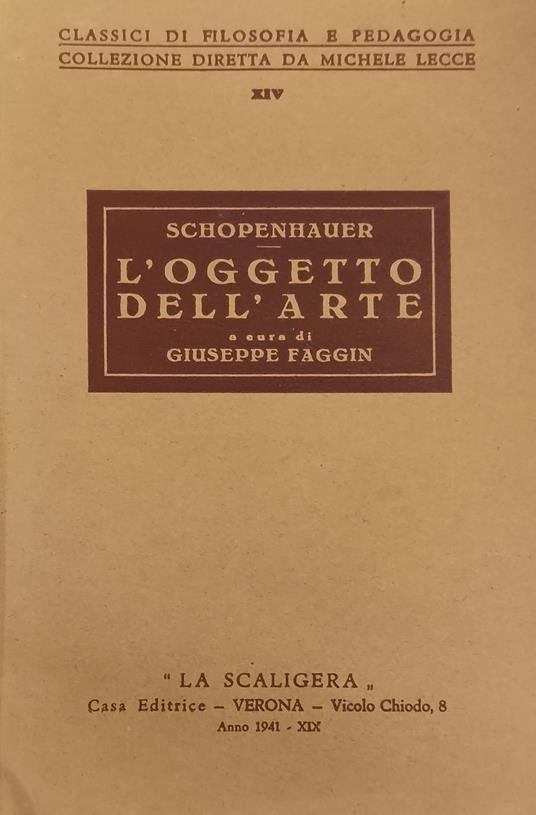 CLASSICI DI FILOSOFIA E PEDAGOGIA
COLLEZIONE DIRETTA DA MICHELE LECCE
XIV
SCHOPENHAUER
L'OGGETTO
DELL'ARTE
a cura di
GIUSEPPE FAGGIN
" LA SCALIGERA „
Casa Editrice – VERONA – Vicolo Chiodo, 8
Anno 1941 - XIX